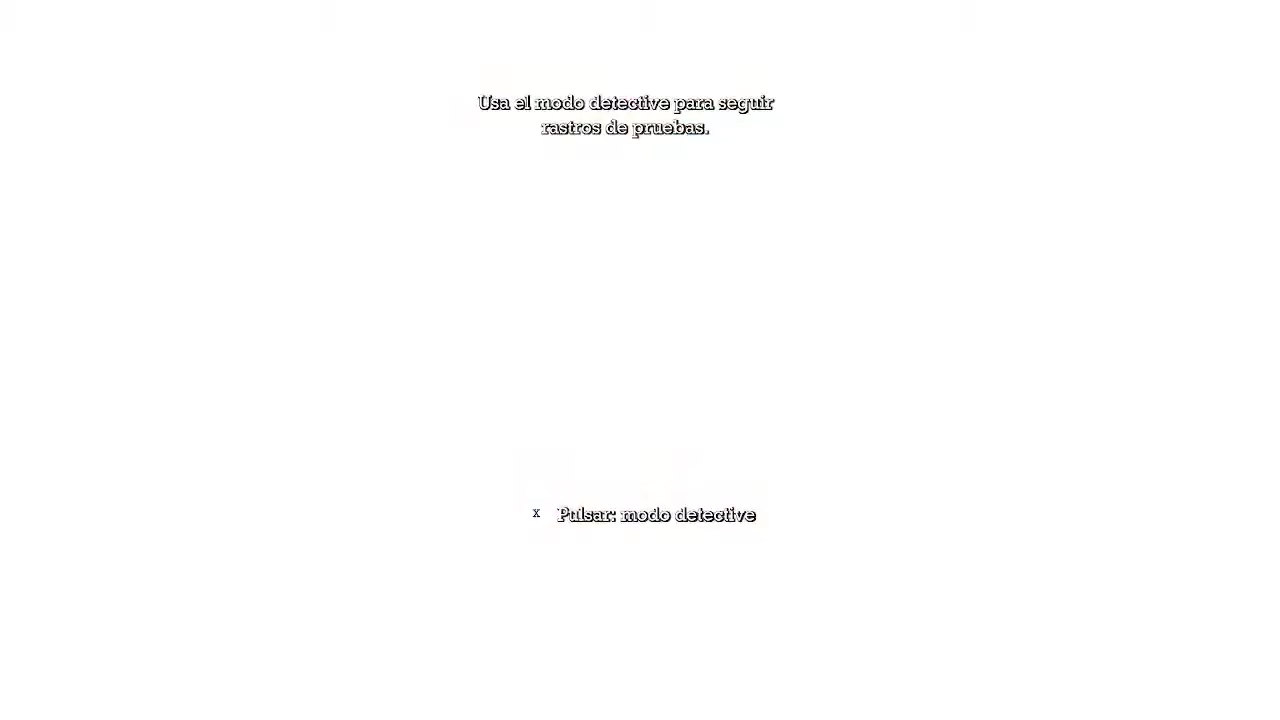 Usa el modo detective para seguir
rastros de pruebas.
X Pulsar: modo detective